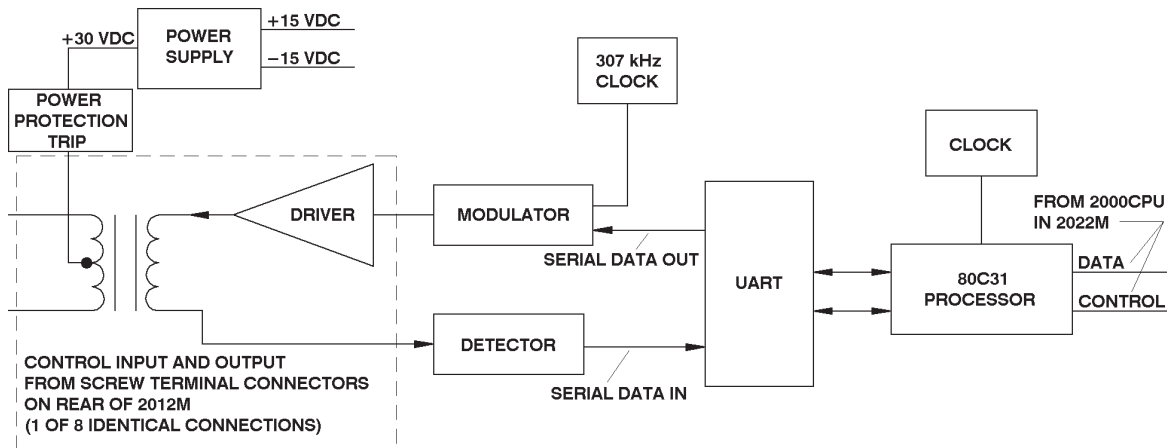 +30 VDC
POWER
SUPPLY
+15 VDC
−15 VDC
POWER
PROTECTION
TRIP
307 kHz
CLOCK
CLOCK
DRIVER
MODULATOR
SERIAL DATA OUT
UART
FROM 2000CPU
IN 2022M
80C31
PROCESSOR
DATA
CONTROL
DETECTOR
SERIAL DATA IN
CONTROL INPUT AND OUTPUT
FROM SCREW TERMINAL CONNECTORS
ON REAR OF 2012M
(1 OF 8 IDENTICAL CONNECTIONS)